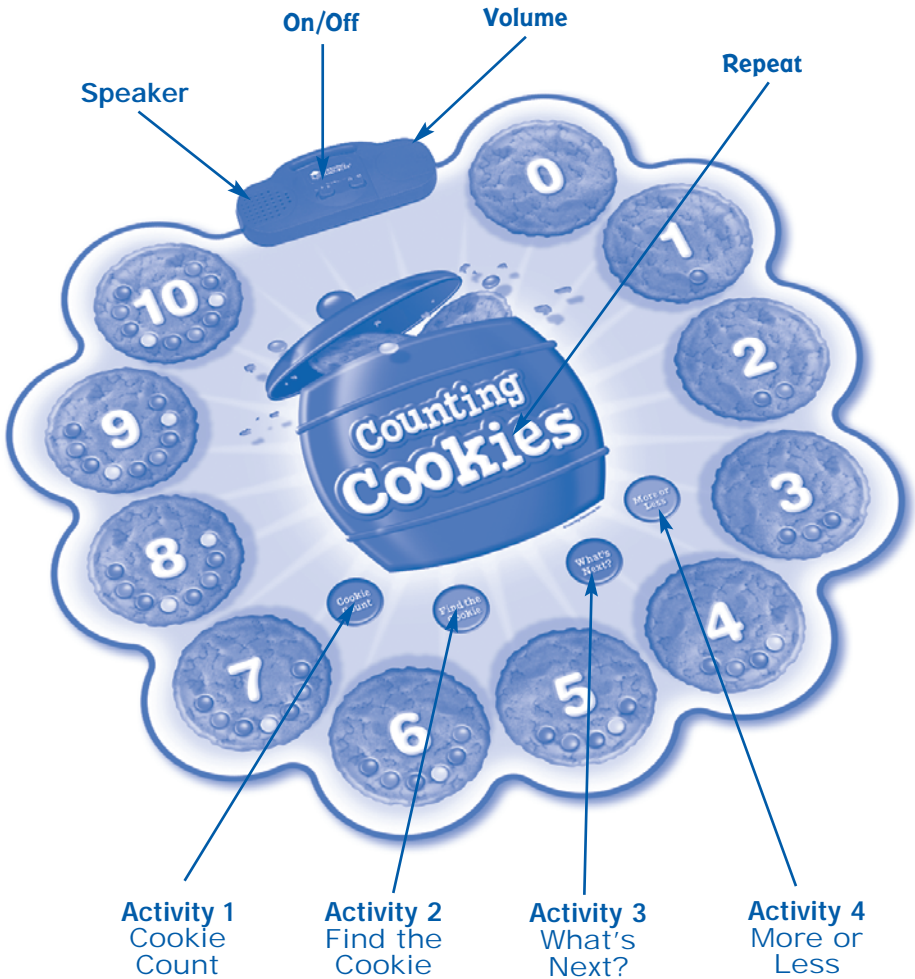 On/Off
Volume
Repeat
Speaker
0
1
2
3
4
5
6
7
8
9
10
Counting
Cookies
More or
Less
What's
Next?
Cookie
Count
Find the
Cookie
Activity 1
Cookie
Count
Activity 2
Find the
Cookie
Activity 3
What's
Next?
Activity 4
More or
Less